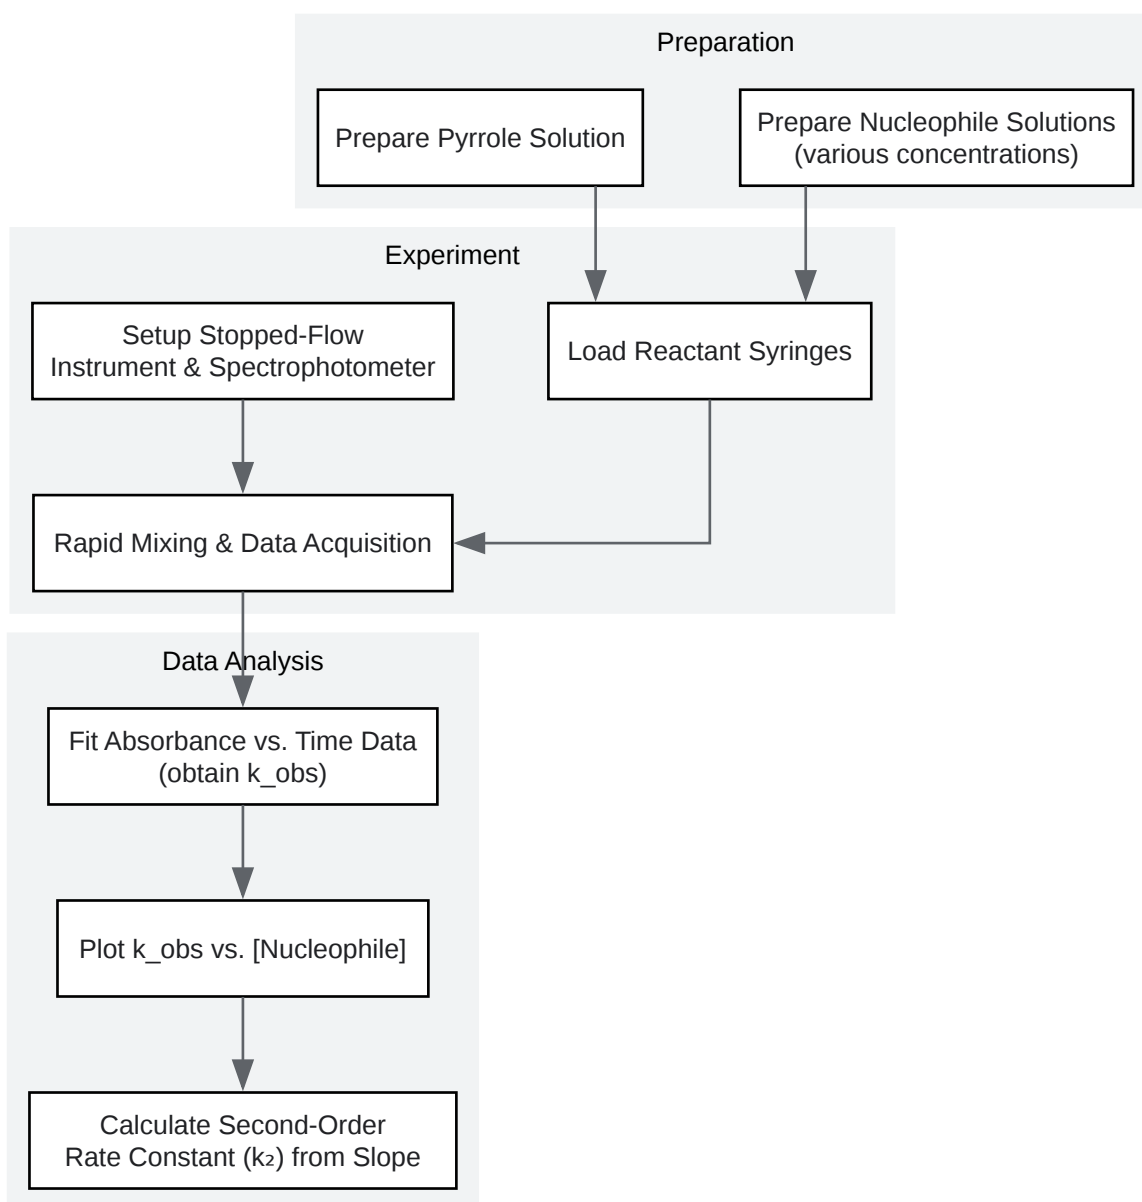 Preparation
Prepare Pyrrole Solution
Prepare Nucleophile Solutions
(various concentrations)
Experiment
Setup Stopped-Flow
Instrument & Spectrophotometer
Load Reactant Syringes
Rapid Mixing & Data Acquisition
Data Analysis
Fit Absorbance vs. Time Data
(obtain k_obs)
Plot k_obs vs. [Nucleophile]
Calculate Second-Order
Rate Constant (k₂) from Slope